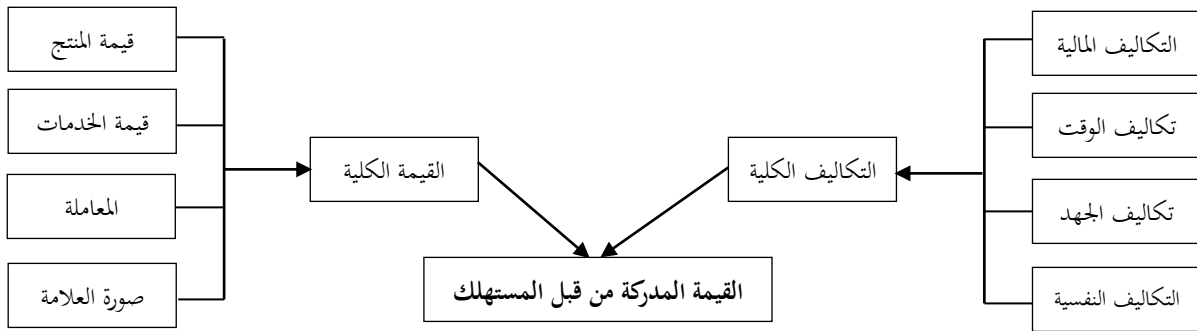 التكاليف المالية
قيمة المنتج
تكاليف الوقت
قيمة الخدمات
التكاليف الكلية
القيمة الكلية
تكاليف الجهد
المعاملة
القيمة المدركة من قبل المستهلك
التكاليف النفسية
صورة العلامة